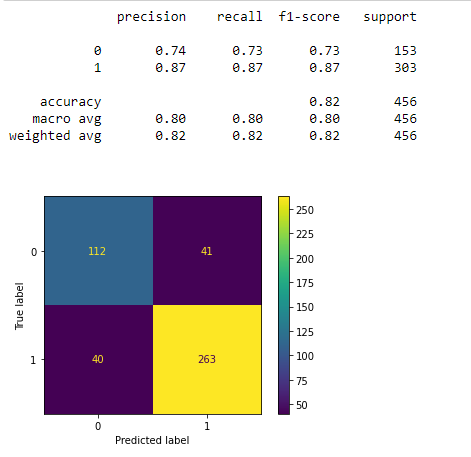 precision recall f1-score support
0 0.74 0.73 0.73 153
1 0.87 0.87 0.87 303
accuracy 0.82 456
macro avg 0.80 0.80 0.80 456
weighted avg 0.82 0.82 0.82 456
250
225
0 112 41
200
175
True label
150
125
1 40 263
100
75
50
0 1
Predicted label